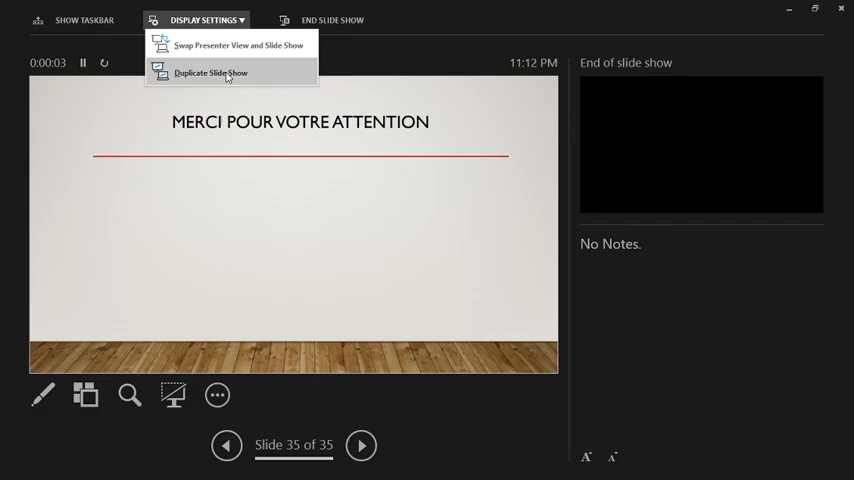 SHOW TASKBAR
DISPLAY SETTINGS ▼
END SLIDE SHOW
Swap Presenter View and Slide Show
Duplicate Slide Show
0:00:03
11:12 PM
MERCI POUR VOTRE ATTENTION
End of slide show
No Notes.
Slide 35 of 35
A A